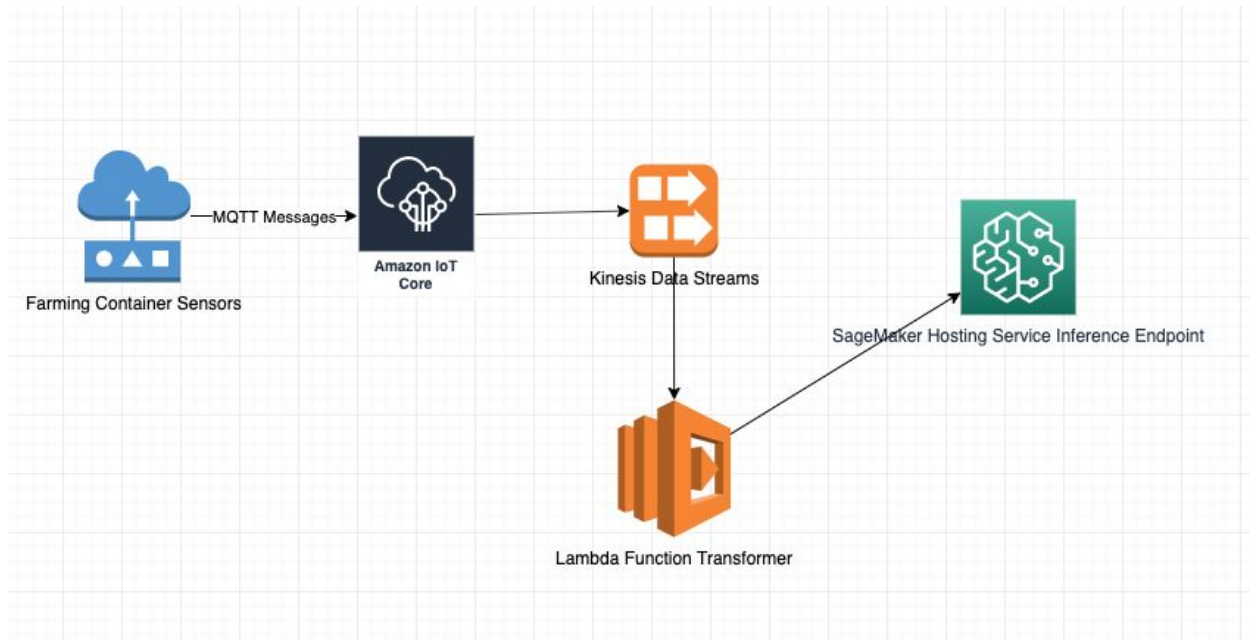 MQTT Messages
Amazon IoT
Core
Farming Container Sensors
Kinesis Data Streams
SageMaker Hosting Service Inference Endpoint
Lambda Function Transformer